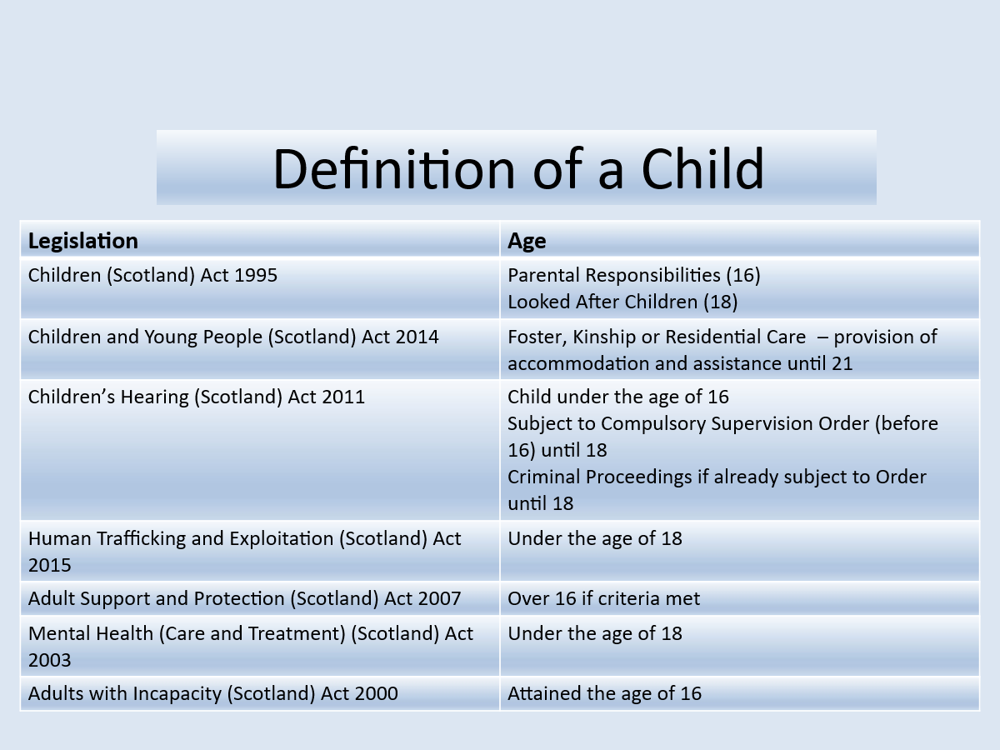 Definition of a Child
Legislation
Age
Children (Scotland) Act 1995
Parental Responsibilities (16)
Looked After Children (18)
Children and Young People (Scotland) Act 2014
Foster, Kinship or Residential Care – provision of
accommodation and assistance until 21
Children’s Hearing (Scotland) Act 2011
Child under the age of 16
Subject to Compulsory Supervision Order (before
16) until 18
Criminal Proceedings if already subject to Order
until 18
Human Trafficking and Exploitation (Scotland) Act
2015
Under the age of 18
Adult Support and Protection (Scotland) Act 2007
Over 16 if criteria met
Mental Health (Care and Treatment) (Scotland) Act
2003
Under the age of 18
Adults with Incapacity (Scotland) Act 2000
Attained the age of 16